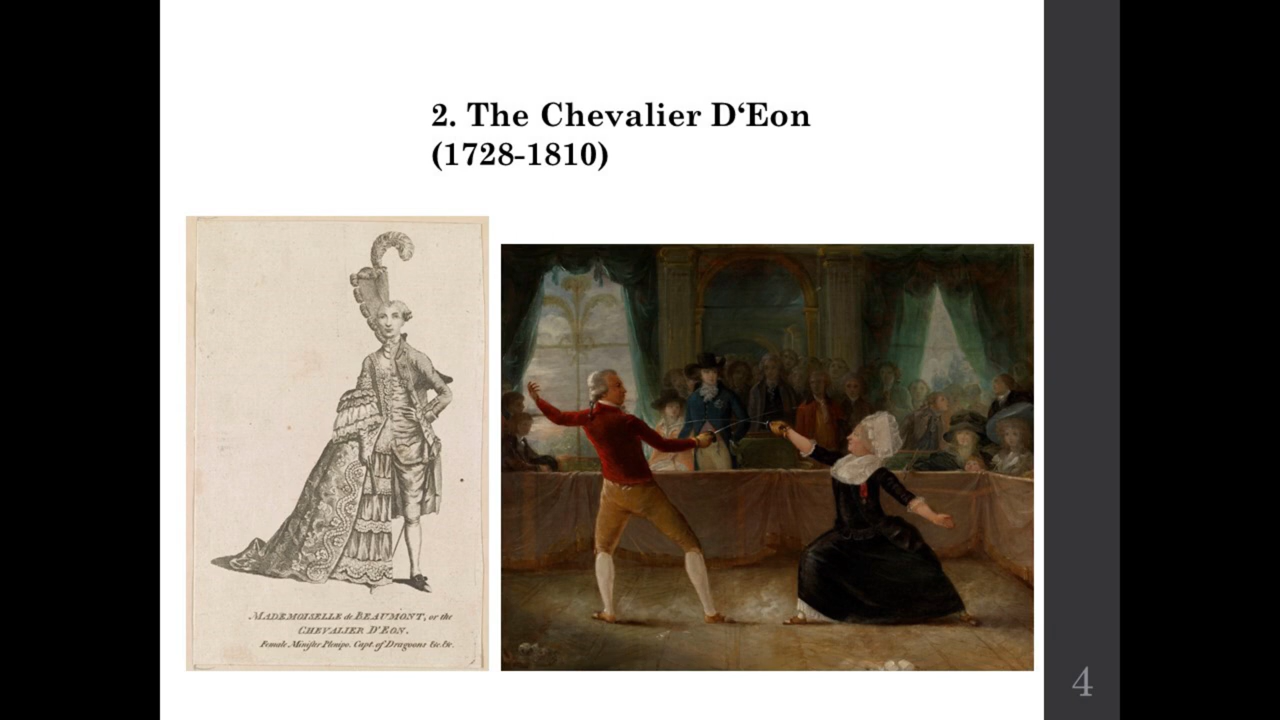 2. The Chevalier D‘Eon
(1728-1810)
MADEMOISELLE de BEAUMONT, or the
CHEVALIER D'EON.
Female Minister Plenipo. Capt. of Dragoons &c. &c.
4